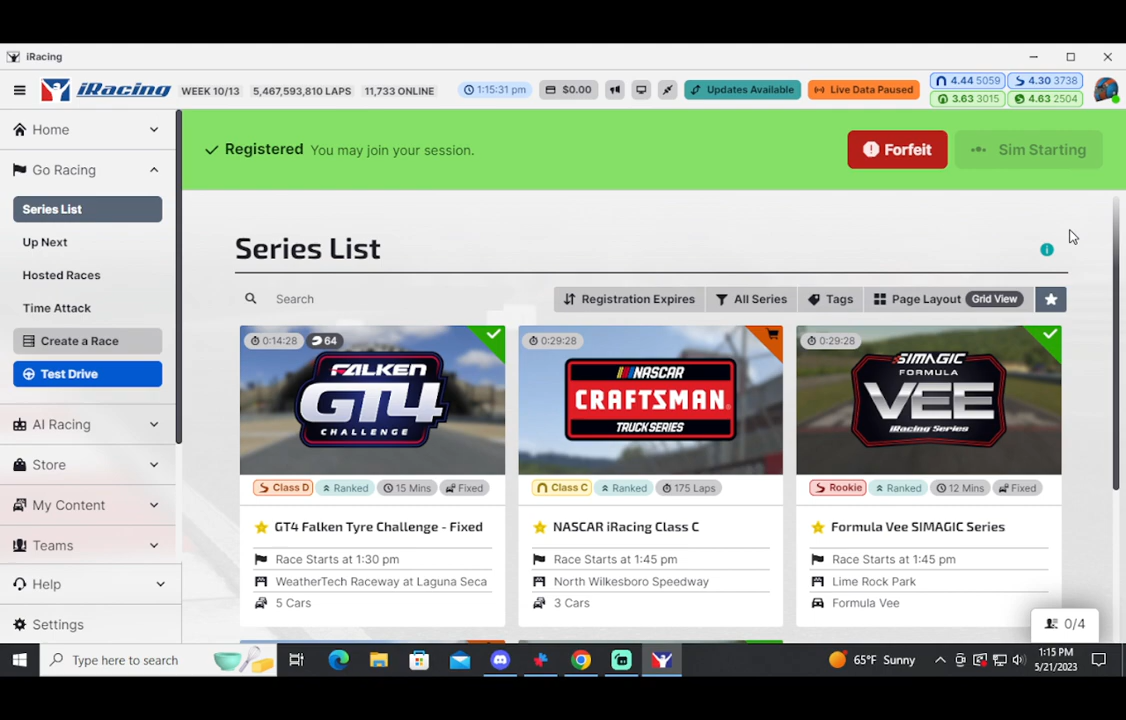 iRacing
iRacing WEEK 10/13 5,467,593,810 LAPS 11,733 ONLINE 1:15:31 pm $0.00 Updates Available Live Data Paused 4.44 5059 4.30 3738
3.63 3015 4.63 2504
Home
Registered You may join your session. Forfeit Sim Starting
Go Racing
Series List
Up Next
Hosted Races
Time Attack
Create a Race
Test Drive
AI Racing
Store
My Content
Teams
Help
Settings
Series List
Search Registration Expires All Series Tags Page Layout Grid View
0:14:28 64
FALKEN
GT4
CHALLENGE
Class D Ranked 15 Mins Fixed
GT4 Falken Tyre Challenge - Fixed
Race Starts at 1:30 pm
WeatherTech Raceway at Laguna Seca
5 Cars
0:29:28
NASCAR
CRAFTSMAN
TRUCK SERIES
Class C Ranked 175 Laps
NASCAR iRacing Class C
Race Starts at 1:45 pm
North Wilkesboro Speedway
3 Cars
0:29:28
SIMAGIC
FORMULA
VEE
iRacing Series
Rookie Ranked 12 Mins Fixed
Formula Vee SIMAGIC Series
Race Starts at 1:45 pm
Lime Rock Park
Formula Vee
0/4
Type here to search 65°F Sunny 1:15 PM
5/21/2023